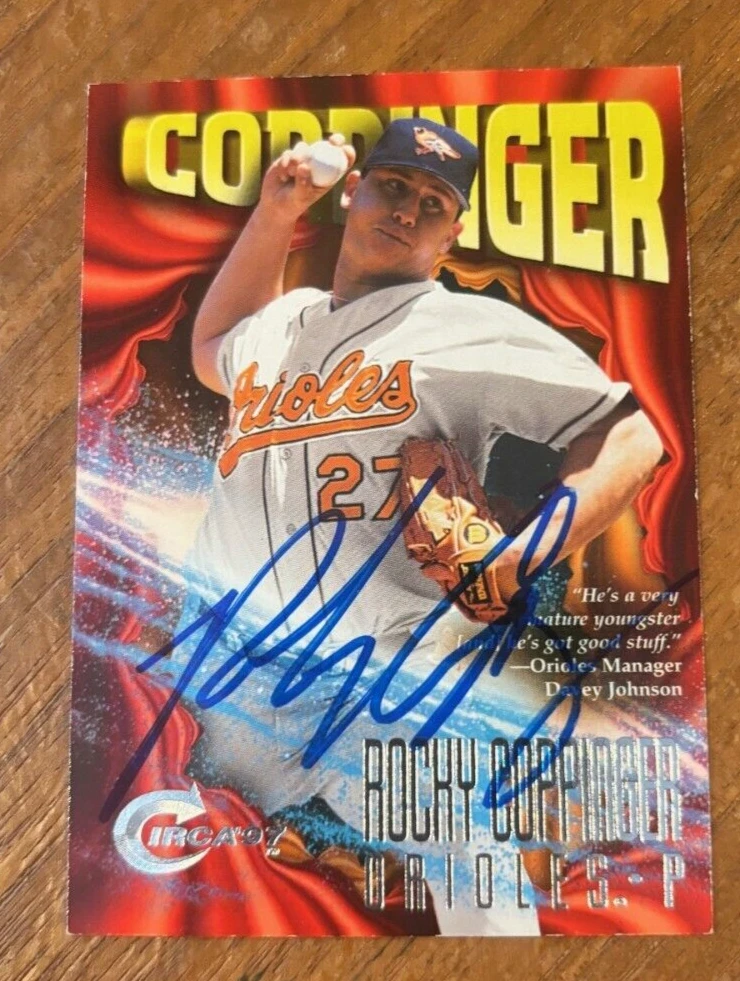 COPPINGER
Orioles
27
"He's a very
mature youngster
[and] he's got good stuff."
—Orioles Manager
Davey Johnson
ROCKY COPPINGER
ORIOLES - P
CIRCA '97